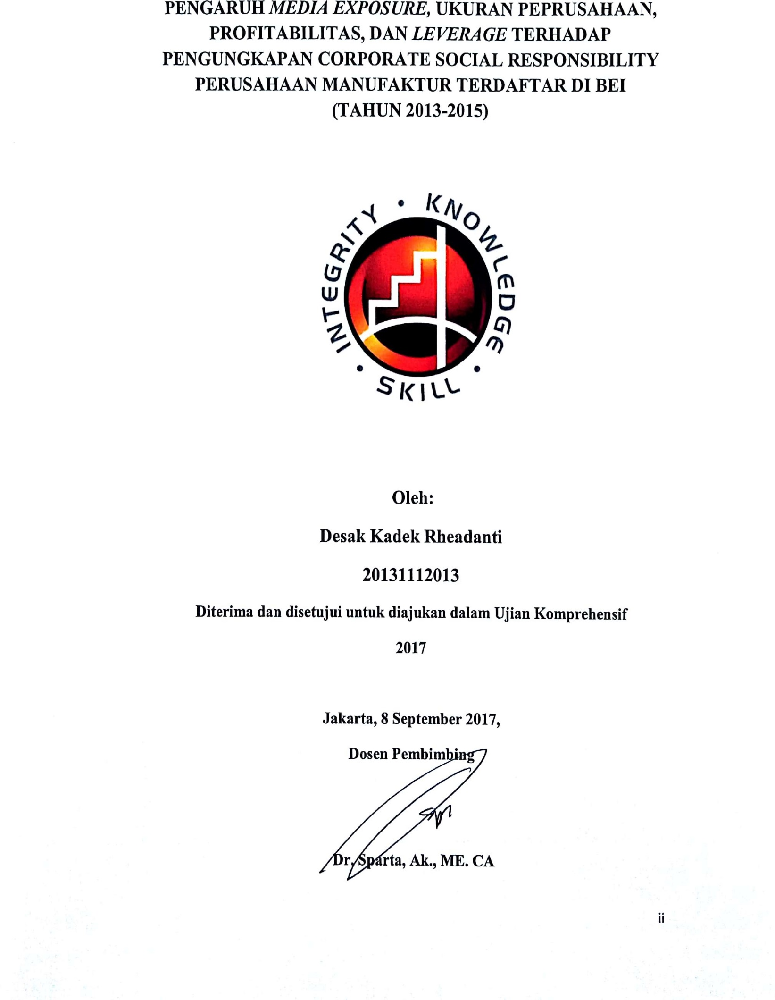 PENGARUH MEDIA EXPOSURE, UKURAN PEPRUSAHAAN,
PROFITABILITAS, DAN LEVERAGE TERHADAP
PENGUNGKAPAN CORPORATE SOCIAL RESPONSIBILITY
PERUSAHAAN MANUFAKTUR TERDAFTAR DI BEI
(TAHUN 2013-2015)
INTEGRITY • KNOWLEDGE • SKILL •
Oleh:
Desak Kadek Rheadanti
20131112013
Diterima dan disetujui untuk diajukan dalam Ujian Komprehensif
2017
Jakarta, 8 September 2017,
Dosen Pembimbing
Dr. Sparta, Ak., ME. CA
ii